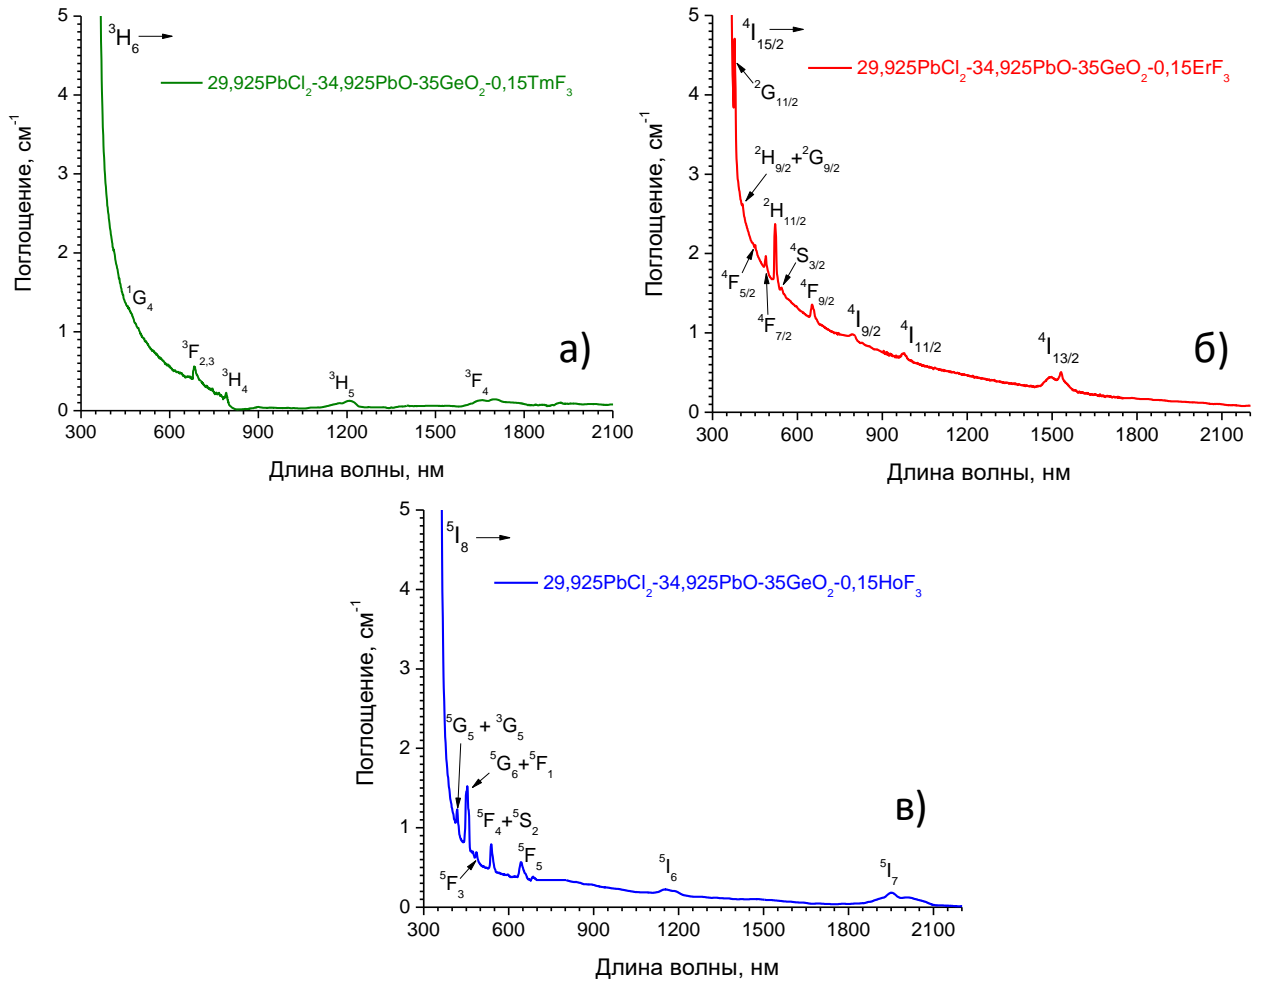 ³H₆ →
29,925PbCl₂-34,925PbO-35GeO₂-0,15TmF₃
¹G₄
³F₂,₃
³H₄
³H₅
³F₄
а)
Поглощение, см⁻¹
0
1
2
3
4
5
300 600 900 1200 1500 1800 2100
Длина волны, нм
⁴I₁₅/₂ →
29,925PbCl₂-34,925PbO-35GeO₂-0,15ErF₃
²G₁₁/₂
²H₉/₂+²G₉/₂
²H₁₁/₂
⁴S₃/₂
⁴F₅/₂
⁴F₇/₂
⁴F₉/₂
⁴I₉/₂
⁴I₁₁/₂
⁴I₁₃/₂
б)
Поглощение, см⁻¹
0
1
2
3
4
5
300 600 900 1200 1500 1800 2100
Длина волны, нм
⁵I₈ →
29,925PbCl₂-34,925PbO-35GeO₂-0,15HoF₃
⁵G₅ + ³G₅
⁵G₆+⁵F₁
⁵F₄+⁵S₂
⁵F₅
⁵F₃
⁵I₆
⁵I₇
в)
Поглощение, см⁻¹
0
1
2
3
4
5
300 600 900 1200 1500 1800 2100
Длина волны, нм